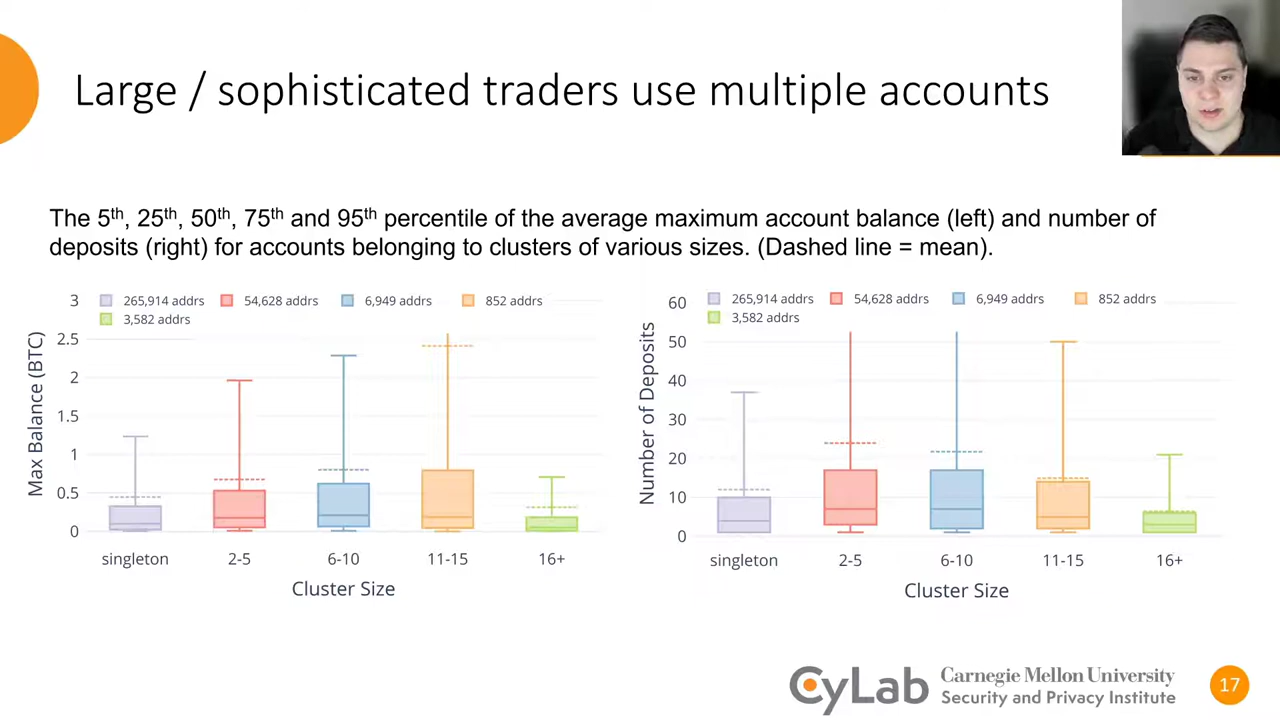 Large / sophisticated traders use multiple accounts
The 5th, 25th, 50th, 75th and 95th percentile of the average maximum account balance (left) and number of
deposits (right) for accounts belonging to clusters of various sizes. (Dashed line = mean).
265,914 addrs 54,628 addrs 6,949 addrs 852 addrs
3,582 addrs
Max Balance (BTC)
3
2.5
2
1.5
1
0.5
0
singleton 2-5 6-10 11-15 16+
Cluster Size
265,914 addrs 54,628 addrs 6,949 addrs 852 addrs
3,582 addrs
Number of Deposits
60
50
40
30
20
10
0
singleton 2-5 6-10 11-15 16+
Cluster Size
CyLab
Carnegie Mellon University
Security and Privacy Institute
17